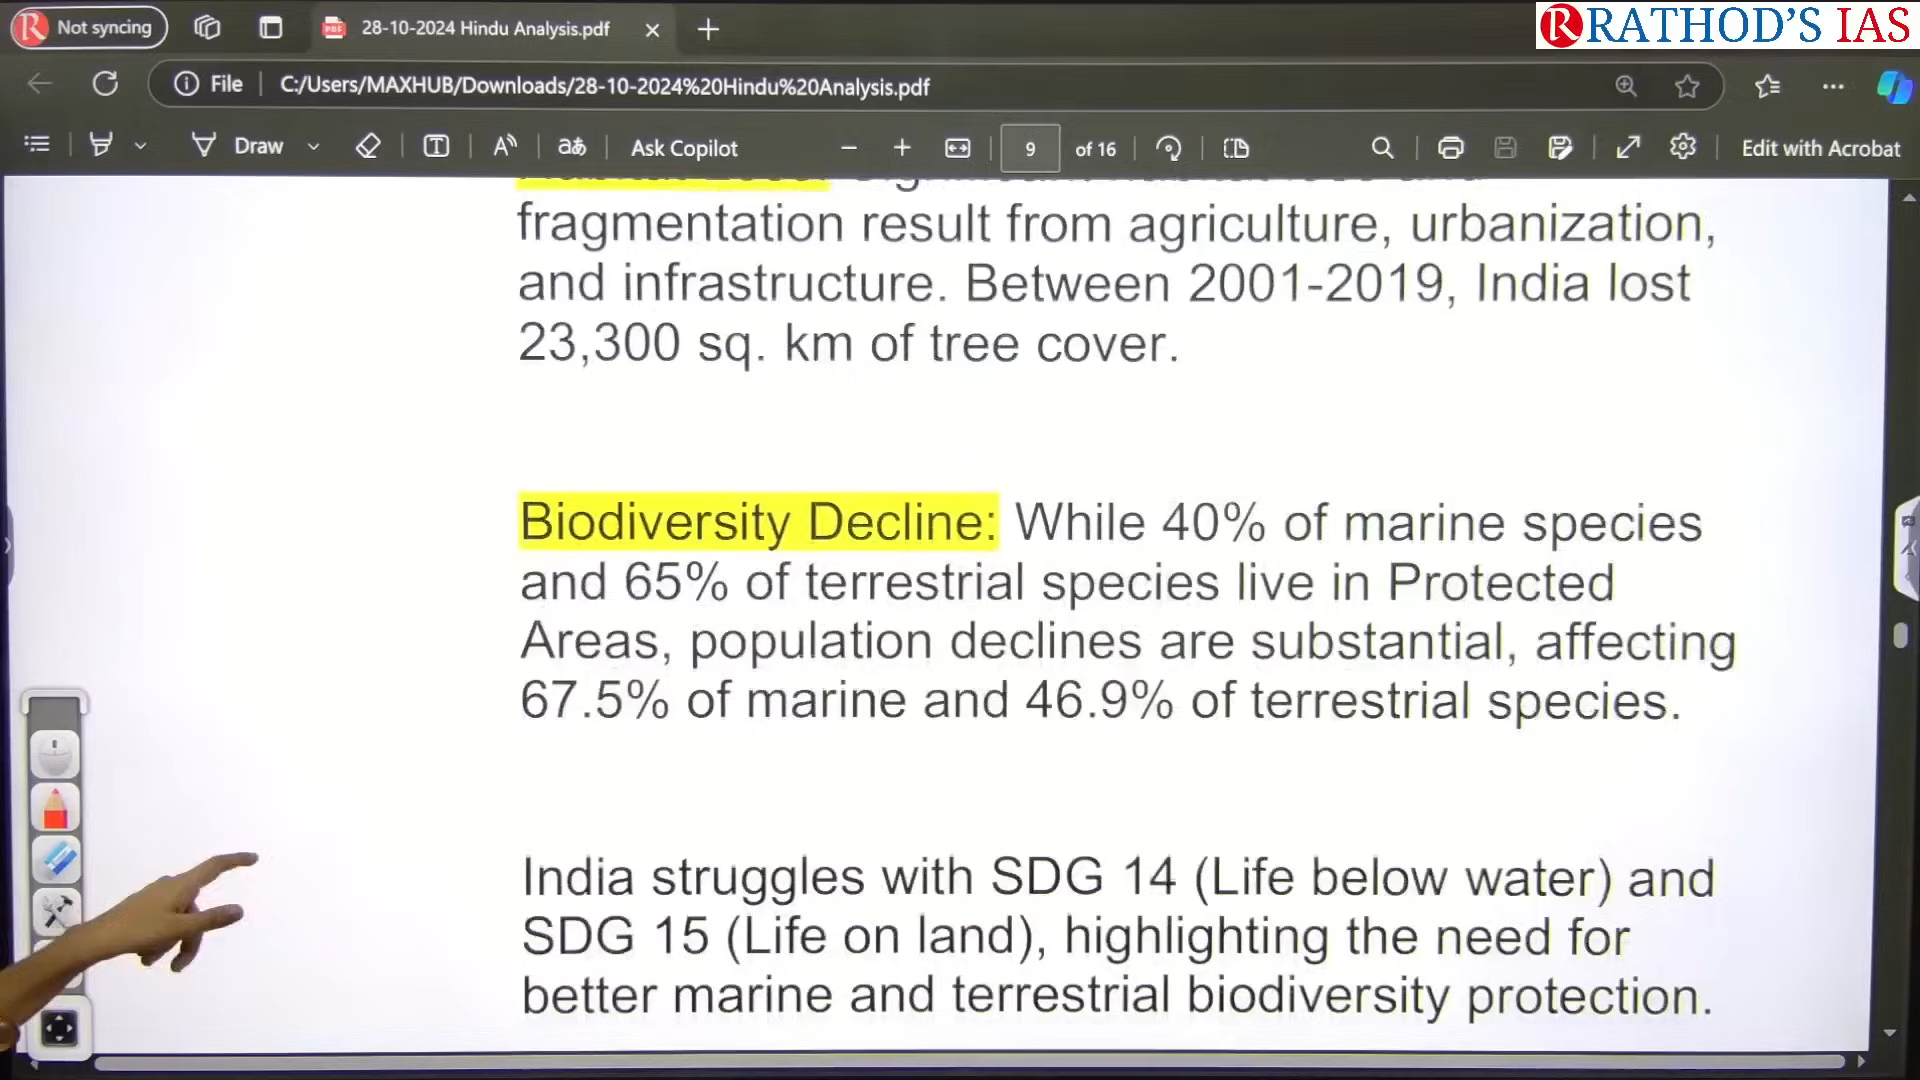 Not syncing
28-10-2024 Hindu Analysis.pdf
RATHOD'S IAS
File
C:/Users/MAXHUB/Downloads/28-10-2024%20Hindu%20Analysis.pdf
Draw
Ask Copilot
9 of 16
Edit with Acrobat
fragmentation result from agriculture, urbanization,
and infrastructure. Between 2001-2019, India lost
23,300 sq. km of tree cover.
Biodiversity Decline: While 40% of marine species
and 65% of terrestrial species live in Protected
Areas, population declines are substantial, affecting
67.5% of marine and 46.9% of terrestrial species.
India struggles with SDG 14 (Life below water) and
SDG 15 (Life on land), highlighting the need for
better marine and terrestrial biodiversity protection.